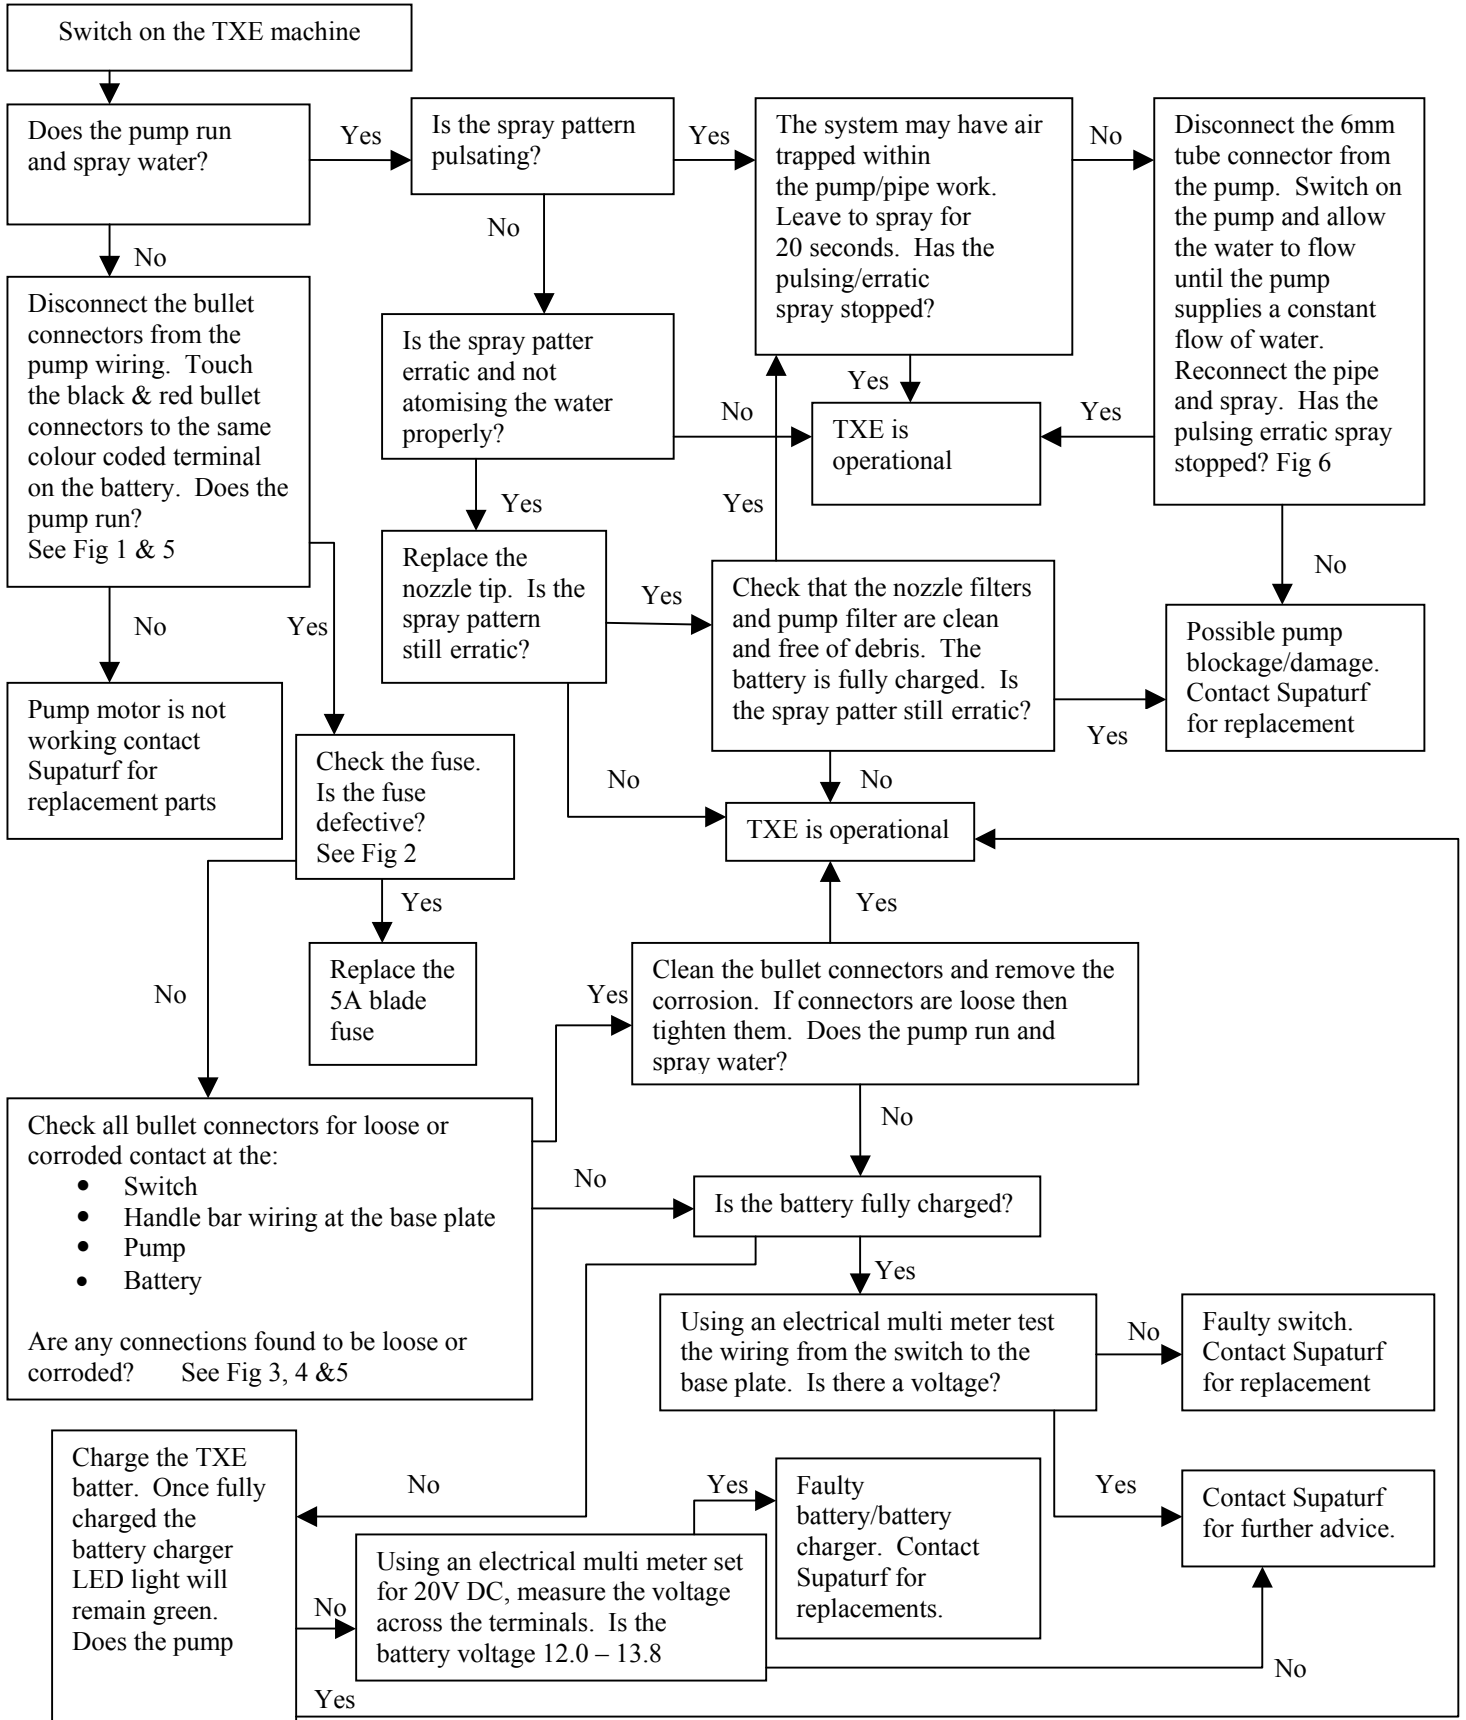 Switch on the TXE machine
Does the pump run
and spray water?
Yes
Is the spray pattern
pulsating?
Yes
The system may have air
trapped within
the pump/pipe work.
Leave to spray for
20 seconds.  Has the
pulsing/erratic
spray stopped?
No
Disconnect the 6mm
tube connector from
the pump.  Switch on
the pump and allow
the water to flow
until the pump
supplies a constant
flow of water.
Reconnect the pipe
and spray.  Has the
pulsing erratic spray
stopped? Fig 6
No
No
Disconnect the bullet
connectors from the
pump wiring.  Touch
the black & red bullet
connectors to the same
colour coded terminal
on the battery.  Does the
pump run?
See Fig 1 & 5
Is the spray patter
erratic and not
atomising the water
properly?
No
Yes
TXE is
operational
Yes
Yes
Yes
No
Replace the
nozzle tip.  Is the
spray pattern
still erratic?
Yes
Check that the nozzle filters
and pump filter are clean
and free of debris.  The
battery is fully charged.  Is
the spray patter still erratic?
Yes
Possible pump
blockage/damage.
Contact Supaturf
for replacement
No
Yes
Pump motor is not
working contact
Supaturf for
replacement parts
Check the fuse.
Is the fuse
defective?
See Fig 2
No
No
TXE is operational
Yes
Yes
Replace the
5A blade
fuse
No
Yes
Clean the bullet connectors and remove the
corrosion.  If connectors are loose then
tighten them.  Does the pump run and
spray water?
No
Check all bullet connectors for loose or
corroded contact at the:
• Switch
• Handle bar wiring at the base plate
• Pump
• Battery
Are any connections found to be loose or
corroded?       See Fig 3, 4 &5
No
Is the battery fully charged?
Yes
Using an electrical multi meter test
the wiring from the switch to the
base plate.  Is there a voltage?
No
Faulty switch.
Contact Supaturf
for replacement
No
Charge the TXE
batter.  Once fully
charged the
battery charger
LED light will
remain green.
Does the pump
No
Using an electrical multi meter set
for 20V DC, measure the voltage
across the terminals.  Is the
battery voltage 12.0 – 13.8
Yes
Faulty
battery/battery
charger.  Contact
Supaturf for
replacements.
Yes
Contact Supaturf
for further advice.
No
Yes